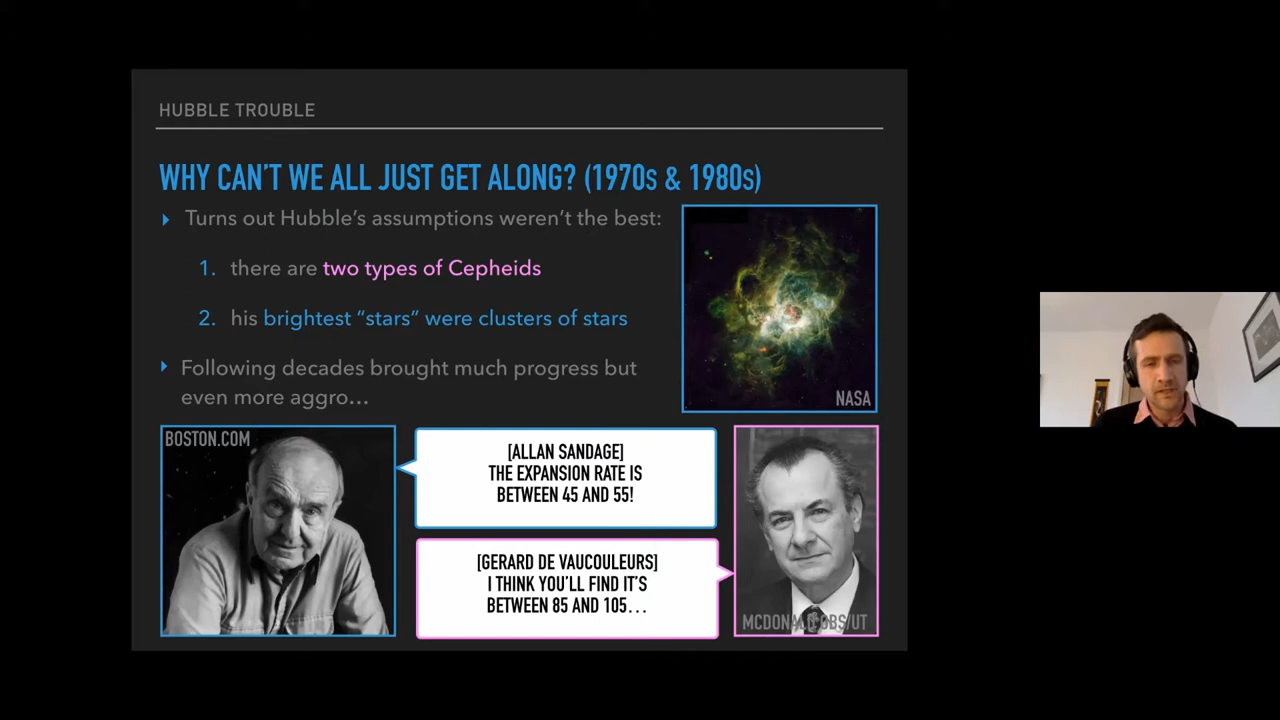 HUBBLE TROUBLE
WHY CAN'T WE ALL JUST GET ALONG? (1970s & 1980s)
Turns out Hubble's assumptions weren't the best:
1. there are two types of Cepheids
2. his brightest “stars” were clusters of stars
Following decades brought much progress but
even more aggro…
NASA
BOSTON.COM
[ALLAN SANDAGE]
THE EXPANSION RATE IS
BETWEEN 45 AND 55!
[GERARD DE VAUCOULEURS]
I THINK YOU'LL FIND IT'S
BETWEEN 85 AND 105…
MCDONALD OBS/UT